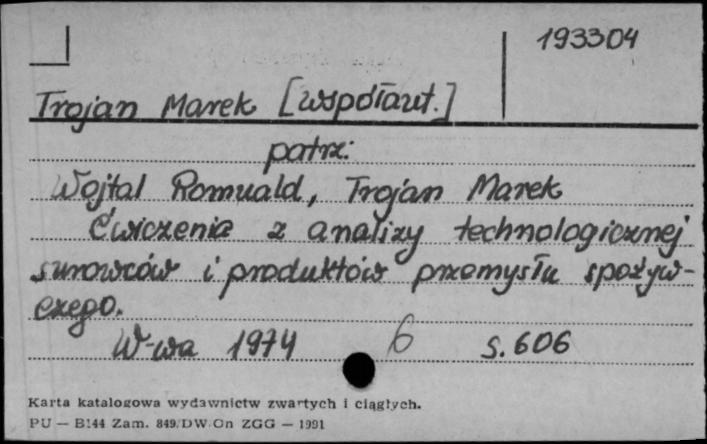 193304
Trojan Marek [współaut.]
patrz:
Wojtal Romuald, Trojan Marek
Ćwiczenia z analizy technologicznej
surowców i produktów przemysłu spożyw-
czego.
W-wa 1974 6 s. 606
Karta katalogowa wydawnictw zwartych i ciągłych.
PU — B144 Zam. 849/DW/On ZGG — 1991